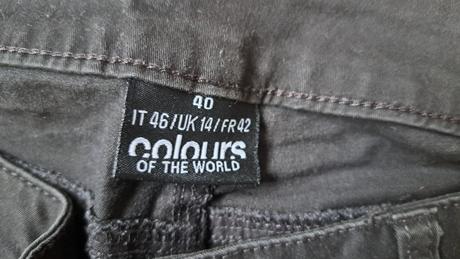 40
IT 46/UK 14/FR 42
colours
OF THE WORLD